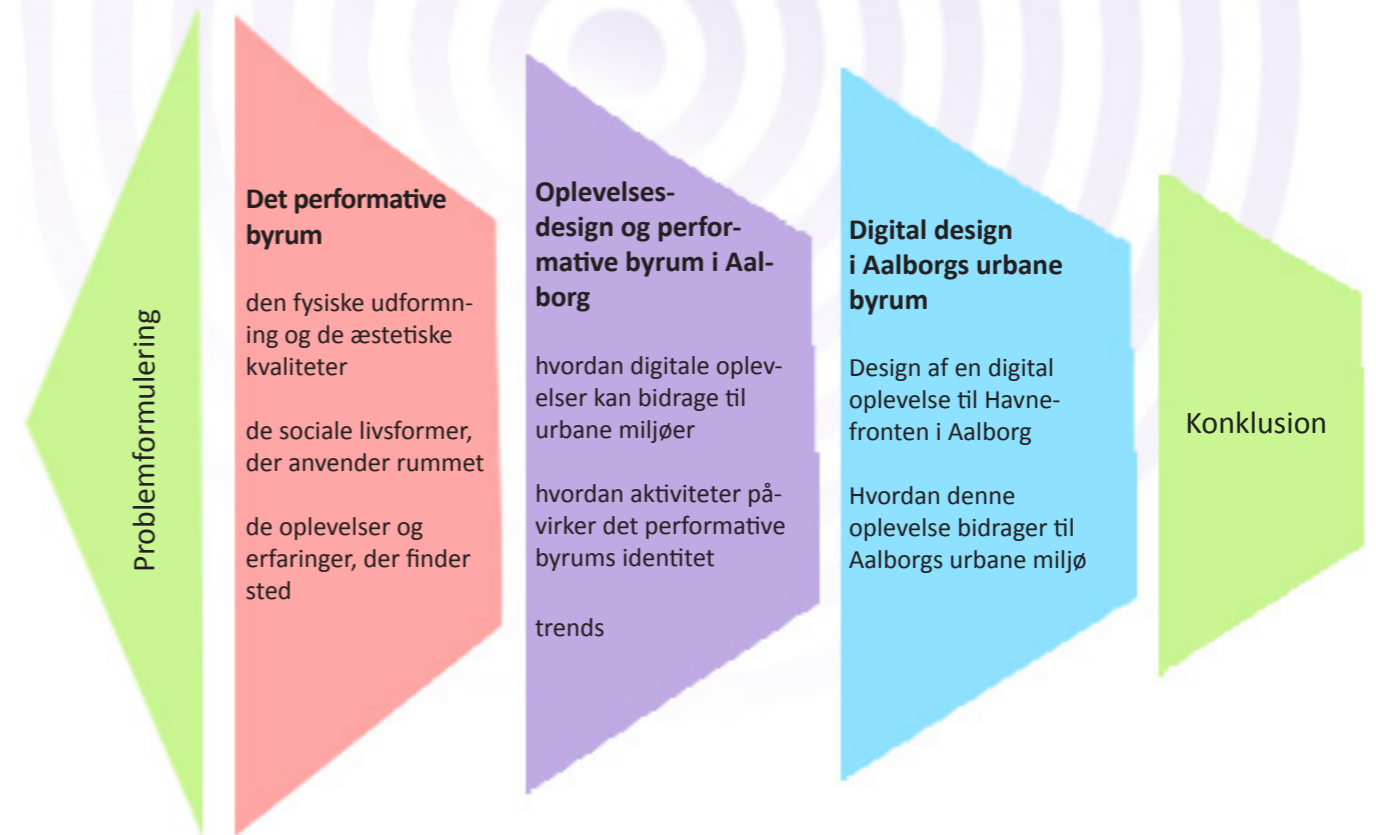 Problemformulering
Det performative
byrum
den fysiske udformn-
ing og de æstetiske
kvaliteter
de sociale livsformer,
der anvender rummet
de oplevelser og
erfaringer, der finder
sted
Oplevelses-
design og perfor-
mative byrum i Aal-
borg
hvordan digitale oplev-
elser kan bidrage til
urbane miljøer
hvordan aktiviteter på-
virker det performative
byrums identitet
trends
Digital design
i Aalborgs urbane
byrum
Design af en digital
oplevelse til Havne-
fronten i Aalborg
Hvordan denne
oplevelse bidrager til
Aalborgs urbane miljø
Konklusion